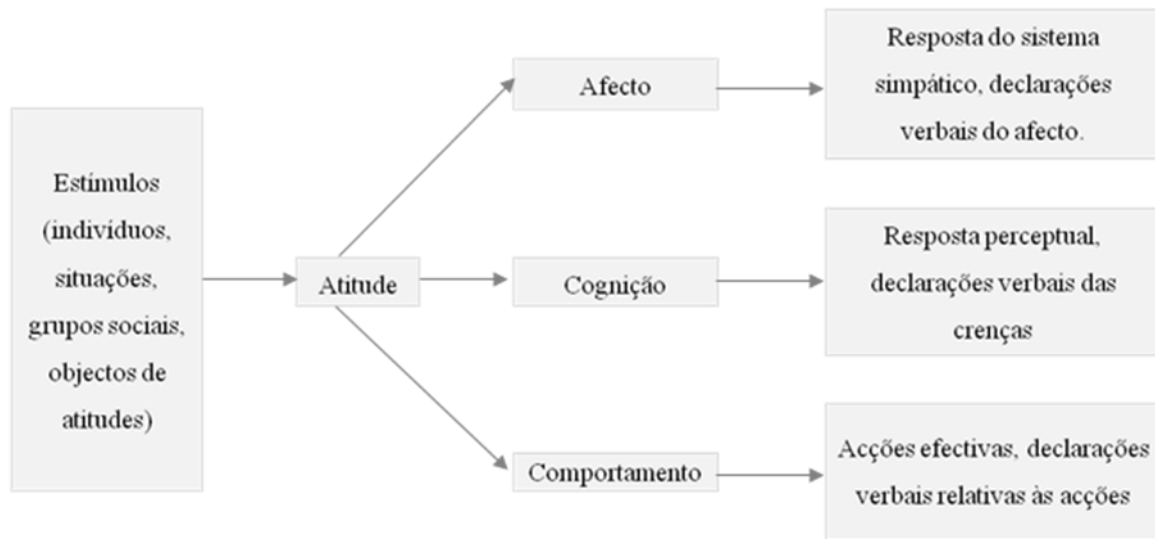 Estímulos
(indivíduos,
situações,
grupos sociais,
objectos de
atitudes)
Atitude
Afecto
Resposta do sistema
simpático, declarações
verbais do afecto.
Cognição
Resposta perceptual,
declarações verbais das
crenças
Comportamento
Acções efectivas, declarações
verbais relativas às acções